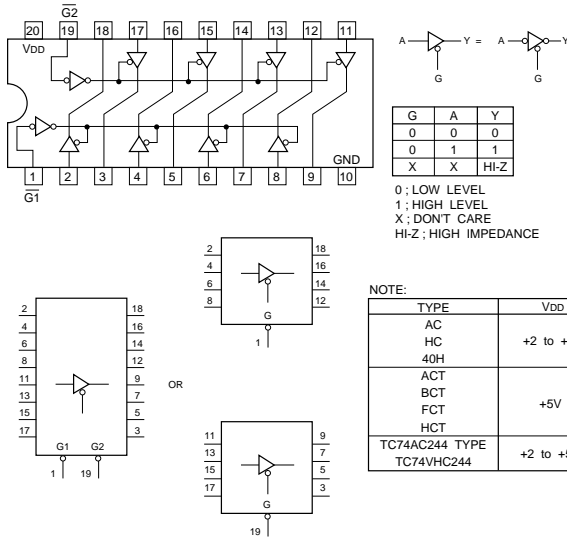 G2
20 19 18 17 16 15 14 13 12 11
VDD
GND
1 2 3 4 5 6 7 8 9 10
G1
A Y = A Y
G G
G A Y
0 0 0
0 1 1
X X HI-Z
0 ; LOW LEVEL
1 ; HIGH LEVEL
X ; DON'T CARE
HI-Z ; HIGH IMPEDANCE
2 18
4 16
6 14
8 12
G
1
2 18
4 16
6 14
8 12
11 9
13 7
15 5
17 3
G1 G2
1 19
OR
11 9
13 7
15 5
17 3
G
19
NOTE:
TYPE VDD
AC
HC +2 to +
40H
ACT
BCT
FCT +5V
HCT
TC74AC244 TYPE
TC74VHC244 +2 to